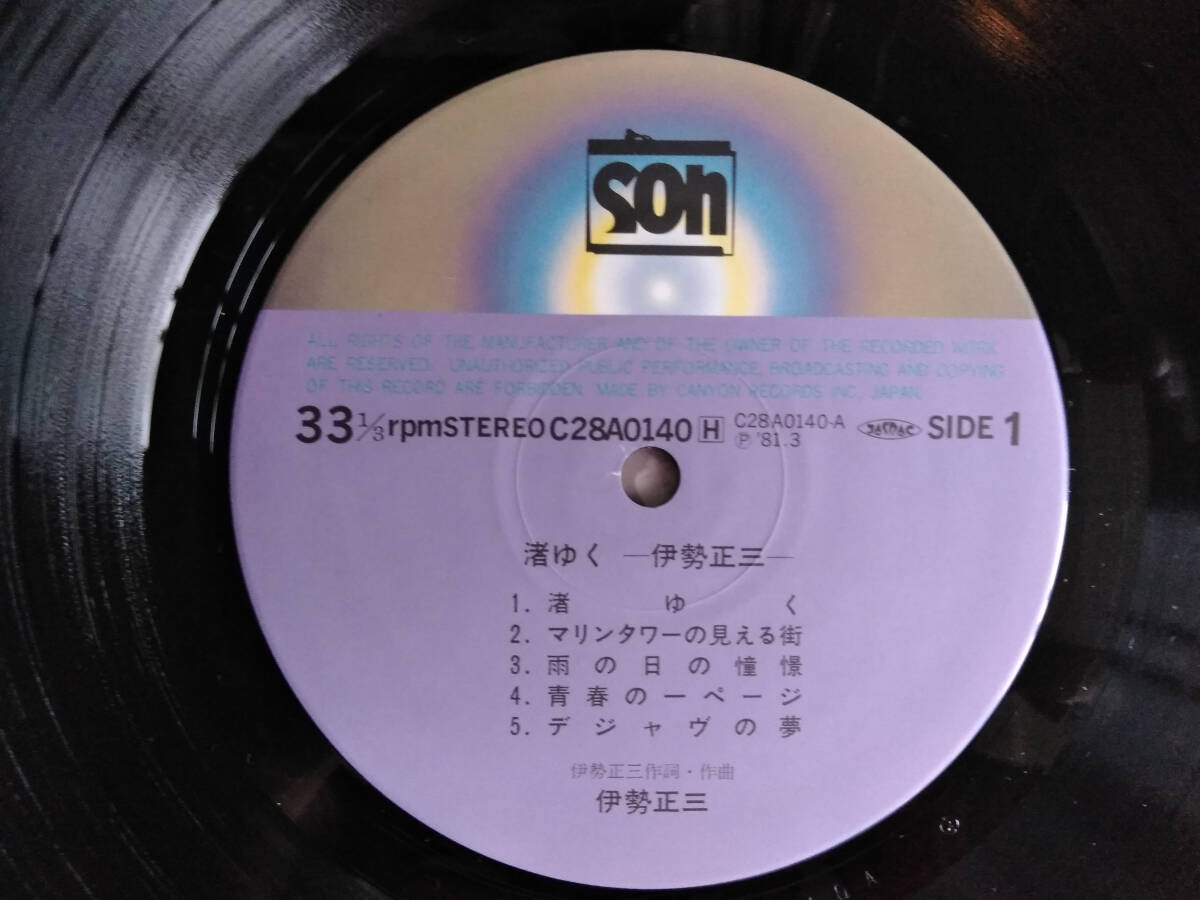 son
ALL RIGHTS OF THE MANUFACTURER AND OF THE OWNER OF THE RECORDED WORK
ARE RESERVED. UNAUTHORIZED PUBLIC PERFORMANCE, BROADCASTING AND COPYING
OF THIS RECORD ARE FORBIDDEN. MADE BY CANYON RECORDS INC., JAPAN.
33 1/3 rpm STEREO C28A0140 H C28A0140-A JASRAC SIDE 1
Ⓟ '81.3
渚ゆく —伊勢正三—
1. 渚ゆく
2. マリンタワーの見える街
3. 雨の日の憧憬
4. 青春の一ページ
5. デジャヴの夢
伊勢正三作詞・作曲
伊勢正三